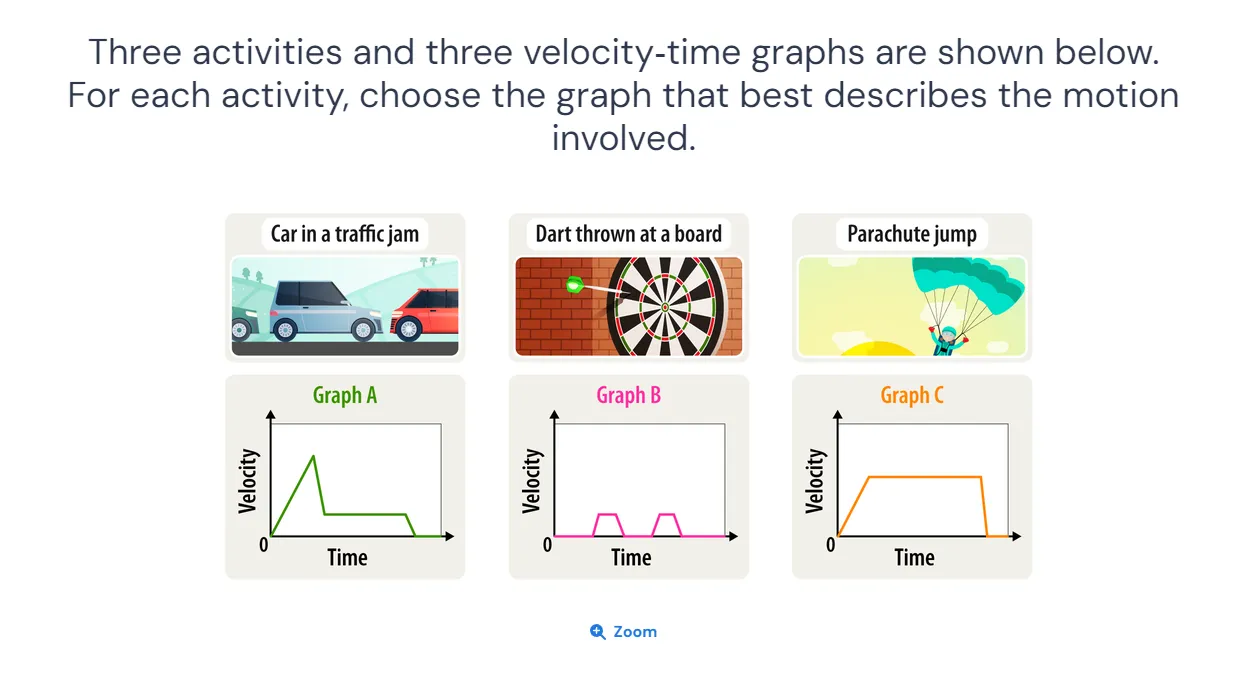 Three activities and three velocity-time graphs are shown below.
For each activity, choose the graph that best describes the motion
involved.
Car in a traffic jam
Dart thrown at a board
Parachute jump
Graph A
Velocity
0
Time
Graph B
Velocity
0
Time
Graph C
Velocity
0
Time
Zoom